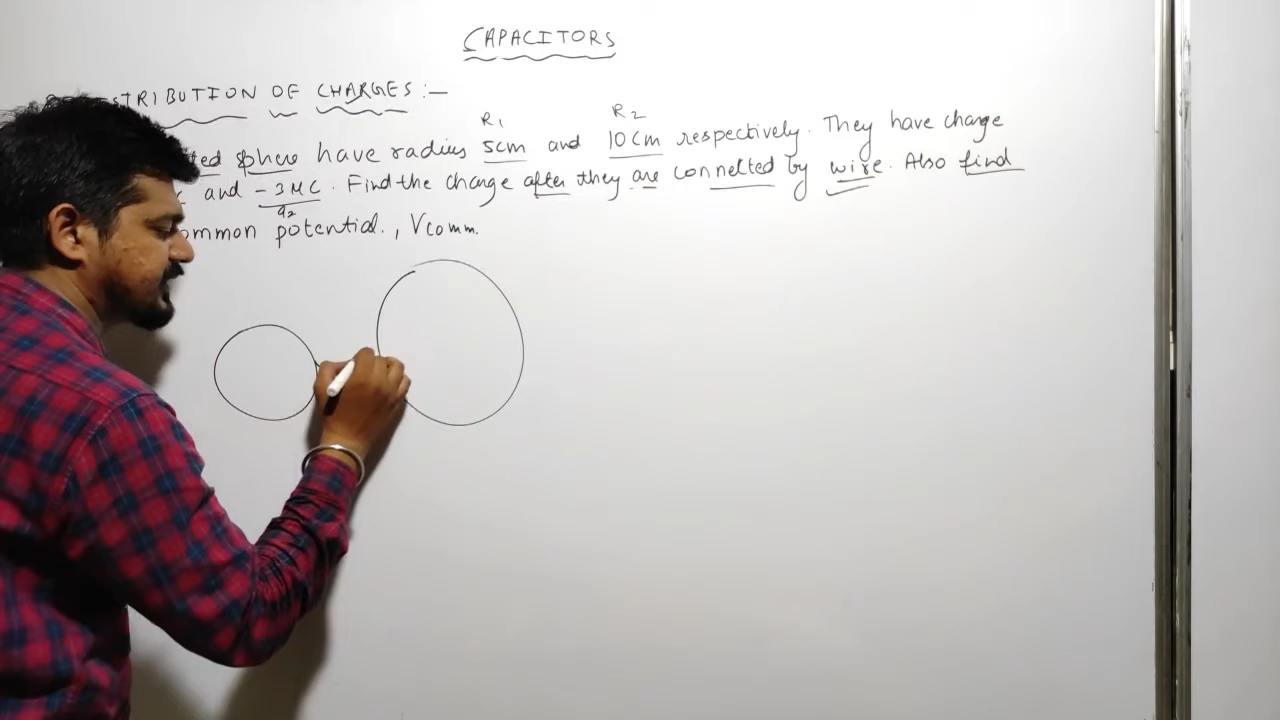 CAPACITORS
STRIBUTION OF CHARGES :-
R1 R2
ted sphere have radius 5cm and 10cm respectively. They have charge
and -3MC. Find the charge after they are connected by wire. Also find
q2
ommon potential., Vcomm.